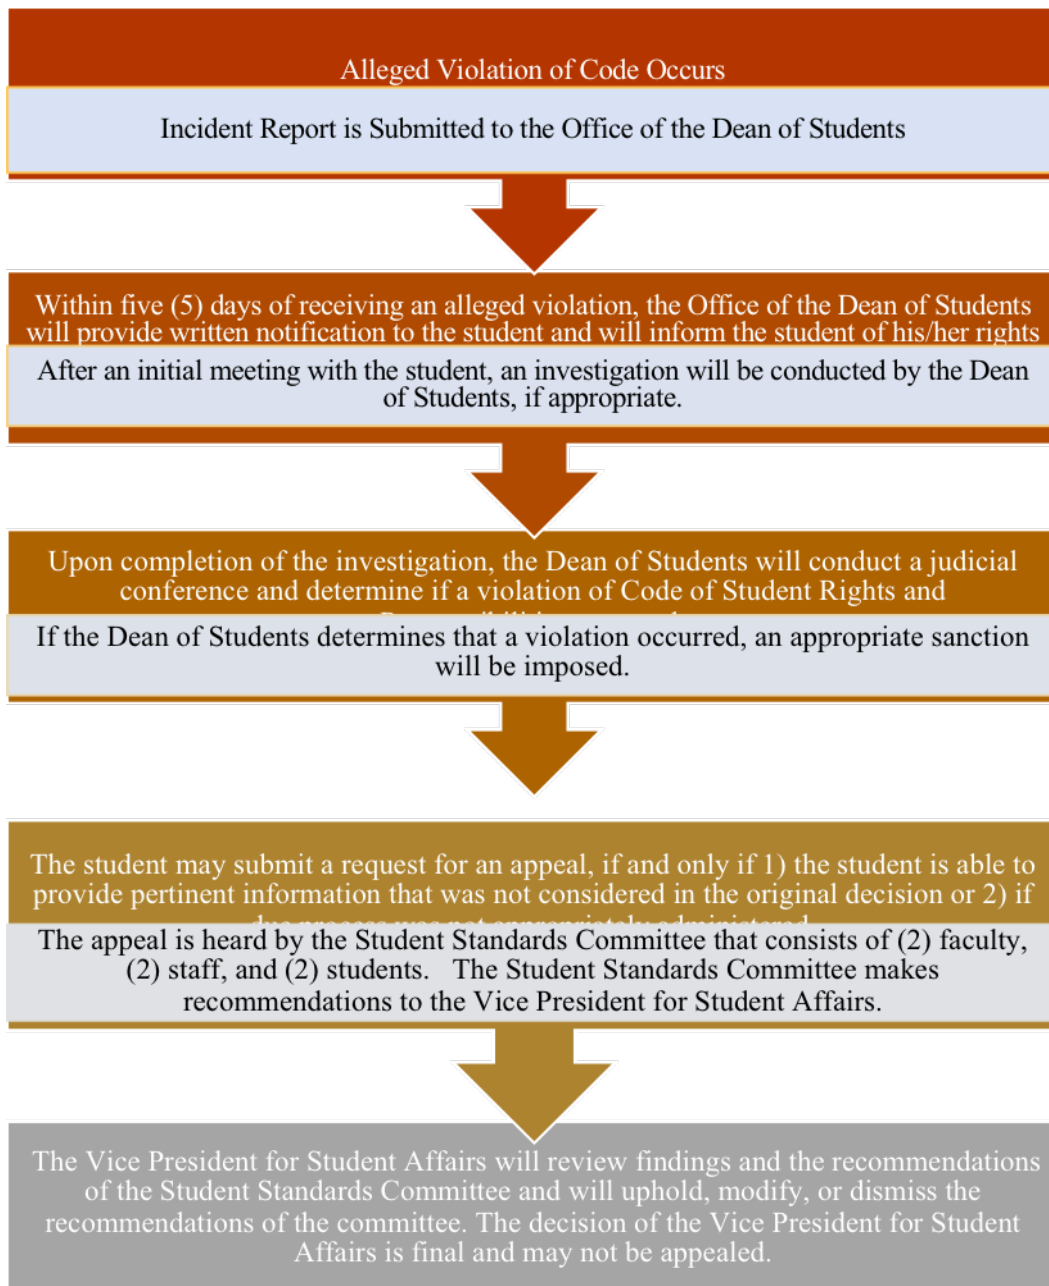 Alleged Violation of Code Occurs
Incident Report is Submitted to the Office of the Dean of Students
Within five (5) days of receiving an alleged violation, the Office of the Dean of Students
will provide written notification to the student and will inform the student of his/her rights
After an initial meeting with the student, an investigation will be conducted by the Dean
of Students, if appropriate.
Upon completion of the investigation, the Dean of Students will conduct a judicial
conference and determine if a violation of Code of Student Rights and
If the Dean of Students determines that a violation occurred, an appropriate sanction
will be imposed.
The student may submit a request for an appeal, if and only if 1) the student is able to
provide pertinent information that was not considered in the original decision or 2) if
due process was not appropriately administered
The appeal is heard by the Student Standards Committee that consists of (2) faculty,
(2) staff, and (2) students. The Student Standards Committee makes
recommendations to the Vice President for Student Affairs.
The Vice President for Student Affairs will review findings and the recommendations
of the Student Standards Committee and will uphold, modify, or dismiss the
recommendations of the committee. The decision of the Vice President for Student
Affairs is final and may not be appealed.